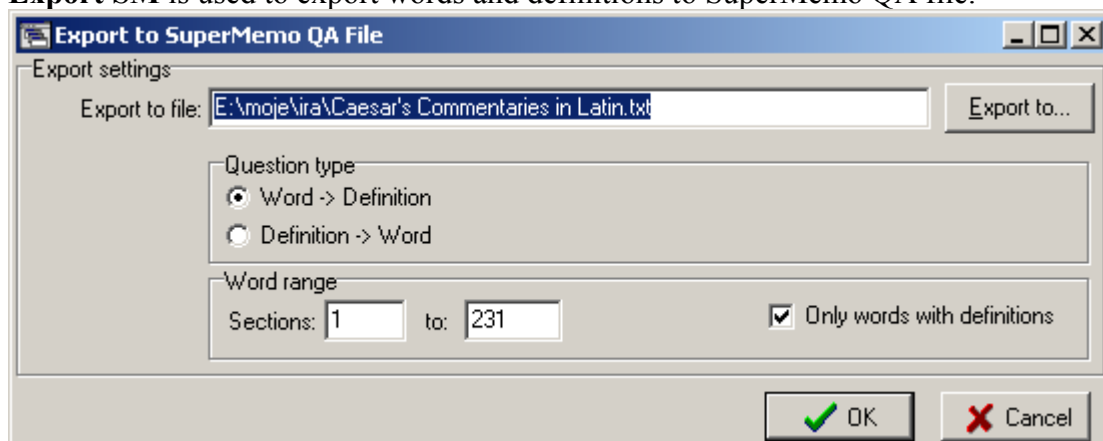 Export SM is used to export words and definitions to SuperMemo QA file.
Export to SuperMemo QA File
Export settings
Export to file: E:\moje\ira\Caesar's Commentaries in Latin.txt Export to...
Question type
Word -> Definition
Definition -> Word
Word range
Sections: 1 to: 231 Only words with definitions
OK Cancel